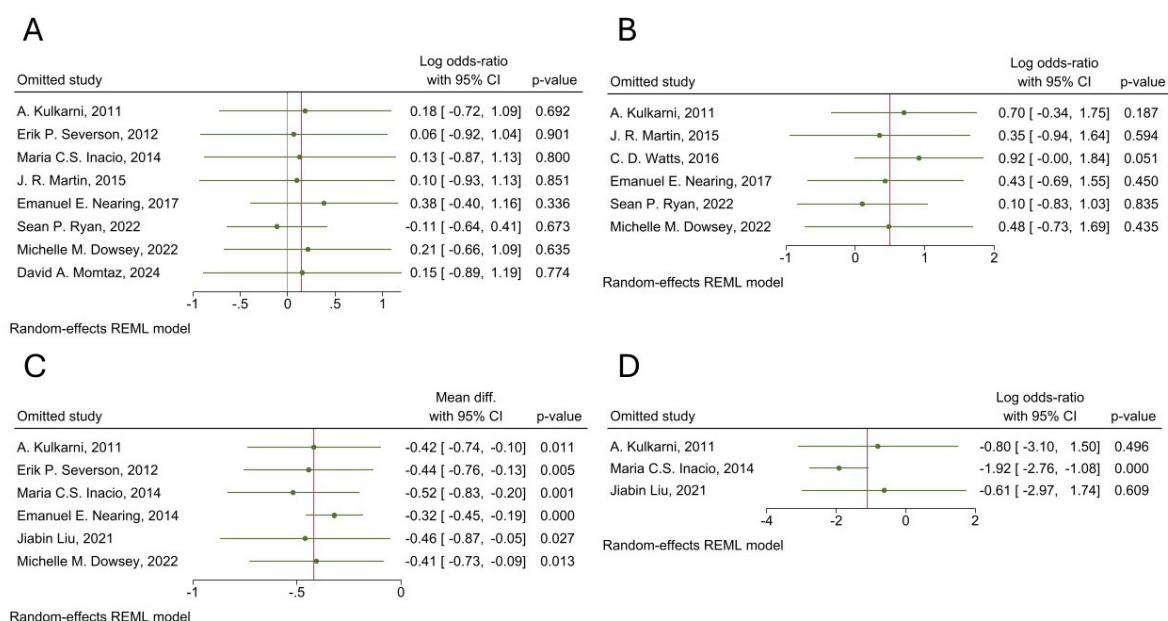 A
Log odds-ratio
Omitted study with 95% CI p-value
A. Kulkarni, 2011 0.18 [ -0.72, 1.09] 0.692
Erik P. Severson, 2012 0.06 [ -0.92, 1.04] 0.901
Maria C.S. Inacio, 2014 0.13 [ -0.87, 1.13] 0.800
J. R. Martin, 2015 0.10 [ -0.93, 1.13] 0.851
Emanuel E. Nearing, 2017 0.38 [ -0.40, 1.16] 0.336
Sean P. Ryan, 2022 -0.11 [ -0.64, 0.41] 0.673
Michelle M. Dowsey, 2022 0.21 [ -0.66, 1.09] 0.635
David A. Momtaz, 2024 0.15 [ -0.89, 1.19] 0.774
-1 -.5 0 .5 1
Random-effects REML model
B
Log odds-ratio
Omitted study with 95% CI p-value
A. Kulkarni, 2011 0.70 [ -0.34, 1.75] 0.187
J. R. Martin, 2015 0.35 [ -0.94, 1.64] 0.594
C. D. Watts, 2016 0.92 [ -0.00, 1.84] 0.051
Emanuel E. Nearing, 2017 0.43 [ -0.69, 1.55] 0.450
Sean P. Ryan, 2022 0.10 [ -0.83, 1.03] 0.835
Michelle M. Dowsey, 2022 0.48 [ -0.73, 1.69] 0.435
-1 0 1 2
Random-effects REML model
C
Mean diff.
Omitted study with 95% CI p-value
A. Kulkarni, 2011 -0.42 [ -0.74, -0.10] 0.011
Erik P. Severson, 2012 -0.44 [ -0.76, -0.13] 0.005
Maria C.S. Inacio, 2014 -0.52 [ -0.83, -0.20] 0.001
Emanuel E. Nearing, 2014 -0.32 [ -0.45, -0.19] 0.000
Jiabin Liu, 2021 -0.46 [ -0.87, -0.05] 0.027
Michelle M. Dowsey, 2022 -0.41 [ -0.73, -0.09] 0.013
-1 -.5 0
Random-effects REML model
D
Log odds-ratio
Omitted study with 95% CI p-value
A. Kulkarni, 2011 -0.80 [ -3.10, 1.50] 0.496
Maria C.S. Inacio, 2014 -1.92 [ -2.76, -1.08] 0.000
Jiabin Liu, 2021 -0.61 [ -2.97, 1.74] 0.609
-4 -2 0 2
Random-effects REML model